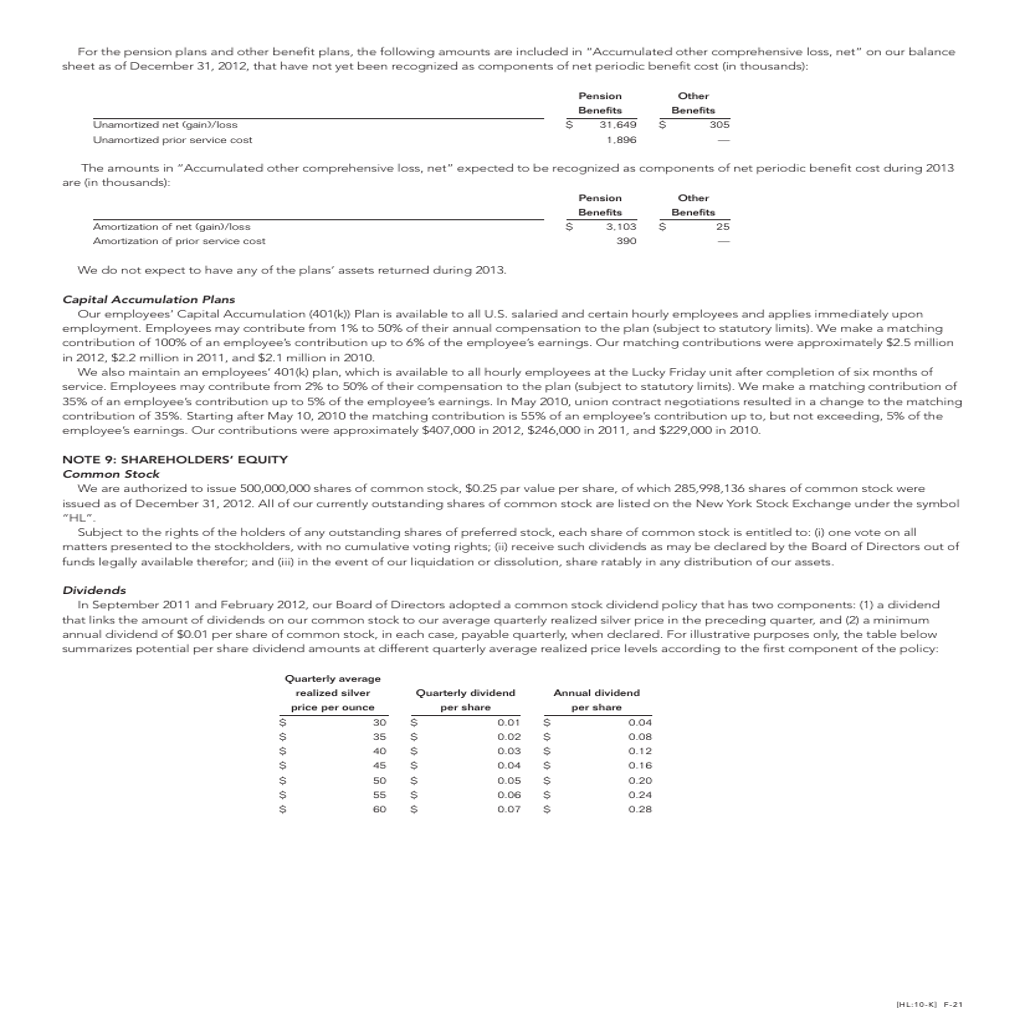 For the pension plans and other benefit plans, the following amounts are included in "Accumulated other comprehensive loss, net" on our balance
sheet as of December 31, 2012, that have not yet been recognized as components of net periodic benefit cost (in thousands):
Pension Other
Benefits Benefits
Unamortized net (gain)/loss $ 31,649 $ 305
Unamortized prior service cost 1,896 —
The amounts in "Accumulated other comprehensive loss, net" expected to be recognized as components of net periodic benefit cost during 2013
are (in thousands):
Pension Other
Benefits Benefits
Amortization of net (gain)/loss $ 3,103 $ 25
Amortization of prior service cost 390 —
We do not expect to have any of the plans' assets returned during 2013.
Capital Accumulation Plans
Our employees' Capital Accumulation (401(k)) Plan is available to all U.S. salaried and certain hourly employees and applies immediately upon
employment. Employees may contribute from 1% to 50% of their annual compensation to the plan (subject to statutory limits). We make a matching
contribution of 100% of an employee's contribution up to 6% of the employee's earnings. Our matching contributions were approximately $2.5 million
in 2012, $2.2 million in 2011, and $2.1 million in 2010.
We also maintain an employees' 401(k) plan, which is available to all hourly employees at the Lucky Friday unit after completion of six months of
service. Employees may contribute from 2% to 50% of their compensation to the plan (subject to statutory limits). We make a matching contribution of
35% of an employee's contribution up to 5% of the employee's earnings. In May 2010, union contract negotiations resulted in a change to the matching
contribution of 35%. Starting after May 10, 2010 the matching contribution is 55% of an employee's contribution up to, but not exceeding, 5% of the
employee's earnings. Our contributions were approximately $407,000 in 2012, $246,000 in 2011, and $229,000 in 2010.
NOTE 9: SHAREHOLDERS' EQUITY
Common Stock
We are authorized to issue 500,000,000 shares of common stock, $0.25 par value per share, of which 285,998,136 shares of common stock were
issued as of December 31, 2012. All of our currently outstanding shares of common stock are listed on the New York Stock Exchange under the symbol
"HL".
Subject to the rights of the holders of any outstanding shares of preferred stock, each share of common stock is entitled to: (i) one vote on all
matters presented to the stockholders, with no cumulative voting rights; (ii) receive such dividends as may be declared by the Board of Directors out of
funds legally available therefor; and (iii) in the event of our liquidation or dissolution, share ratably in any distribution of our assets.
Dividends
In September 2011 and February 2012, our Board of Directors adopted a common stock dividend policy that has two components: (1) a dividend
that links the amount of dividends on our common stock to our average quarterly realized silver price in the preceding quarter, and (2) a minimum
annual dividend of $0.01 per share of common stock, in each case, payable quarterly, when declared. For illustrative purposes only, the table below
summarizes potential per share dividend amounts at different quarterly average realized price levels according to the first component of the policy:
Quarterly average
realized silver Quarterly dividend Annual dividend
price per ounce per share per share
$ 30 $ 0.01 $ 0.04
$ 35 $ 0.02 $ 0.08
$ 40 $ 0.03 $ 0.12
$ 45 $ 0.04 $ 0.16
$ 50 $ 0.05 $ 0.20
$ 55 $ 0.06 $ 0.24
$ 60 $ 0.07 $ 0.28
[HL:10-K] F-21